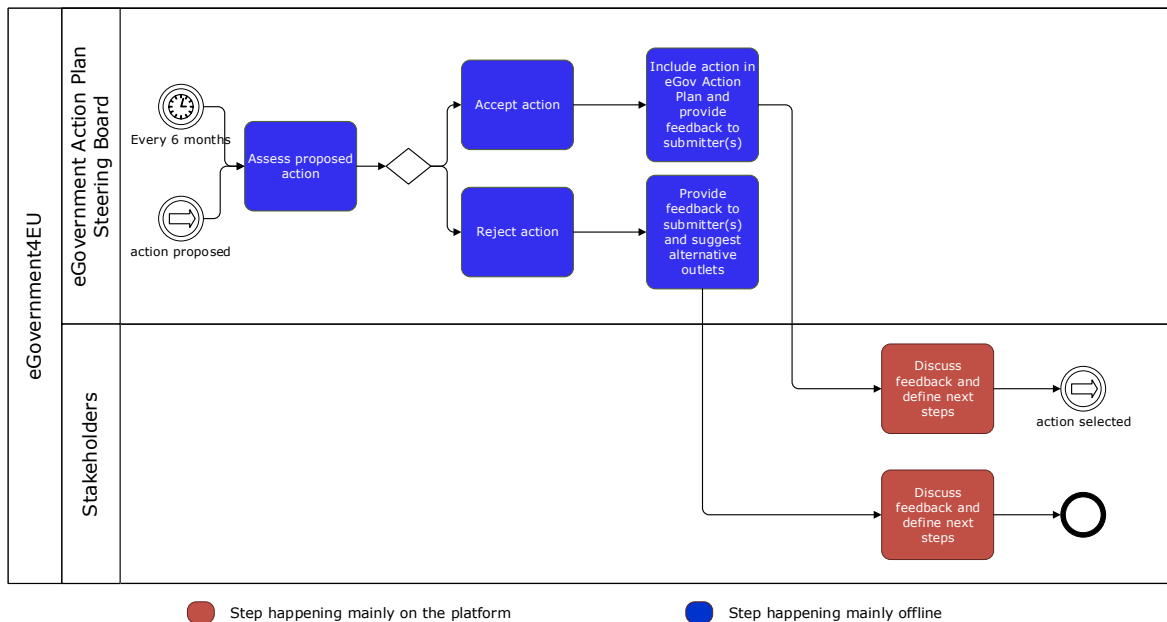 eGovernment4EU
eGovernment Action Plan
Steering Board
Every 6 months
action proposed
Assess proposed
action
Accept action
Reject action
Include action in
eGov Action
Plan and
provide
feedback to
submitter(s)
Provide
feedback to
submitter(s)
and suggest
alternative
outlets
Stakeholders
Discuss
feedback and
define next
steps
action selected
Discuss
feedback and
define next
steps
Step happening mainly on the platform
Step happening mainly offline